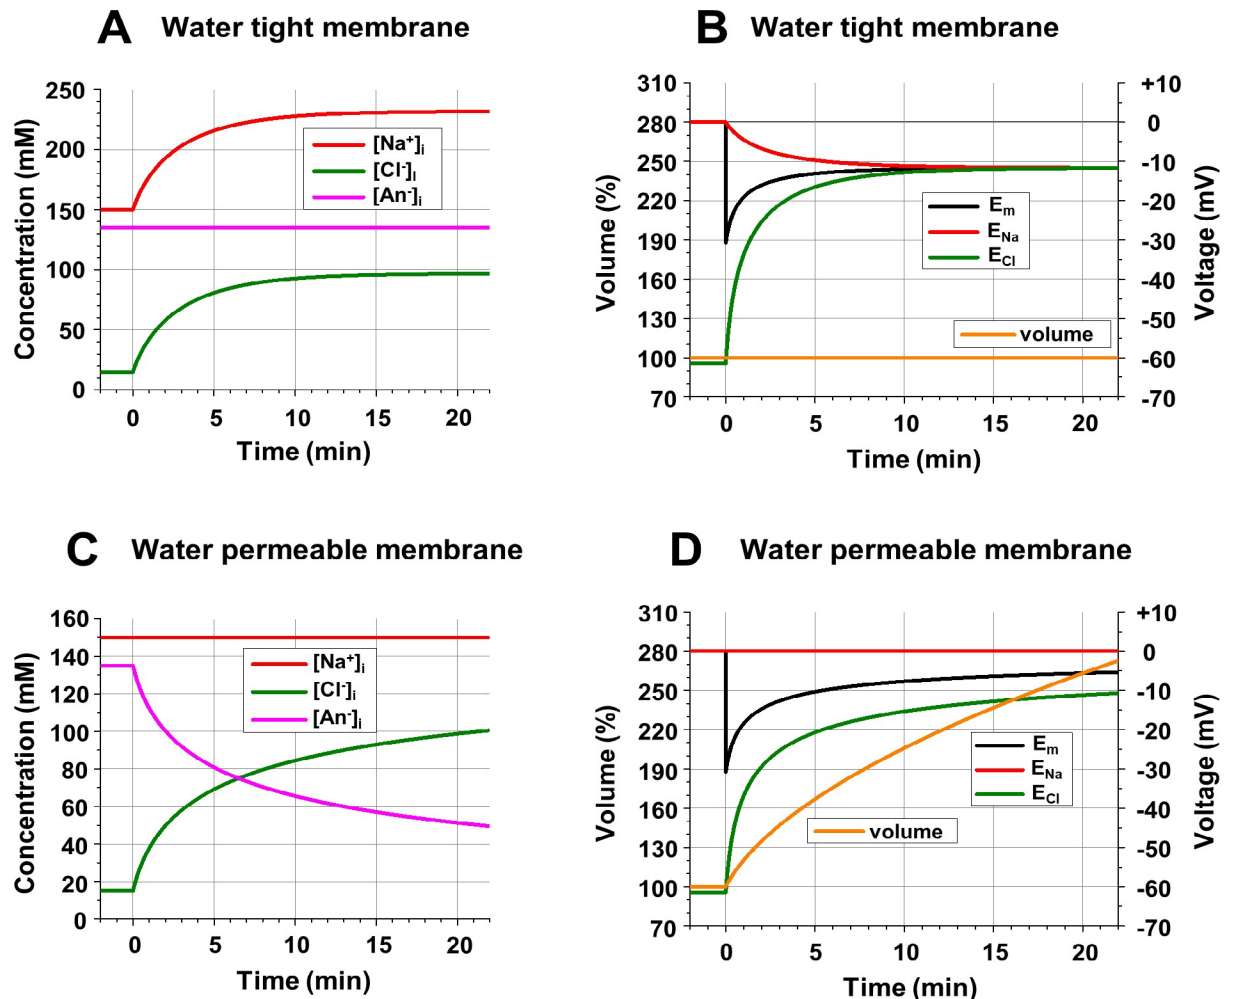 A Water tight membrane
250
200
150
100
50
0
Concentration (mM)
[Na⁺]ᵢ
[Cl⁻]ₗ
[An⁻]ᵢ
0 5 10 15 20
Time (min)
B Water tight membrane
310
280
250
220
190
160
130
100
70
Volume (%)
+10
0
-10
-20
-30
-40
-50
-60
-70
Voltage (mV)
Eₘ
E_Na
E_Cl
volume
0 5 10 15 20
Time (min)
C Water permeable membrane
160
140
120
100
80
60
40
20
0
Concentration (mM)
[Na⁺]ᵢ
[Cl⁻]ᵢ
[An⁻]ᵢ
0 5 10 15 20
Time (min)
D Water permeable membrane
310
280
250
220
190
160
130
100
70
Volume (%)
+10
0
-10
-20
-30
-40
-50
-60
-70
Voltage (mV)
Eₘ
E_Na
E_Cl
volume
0 5 10 15 20
Time (min)